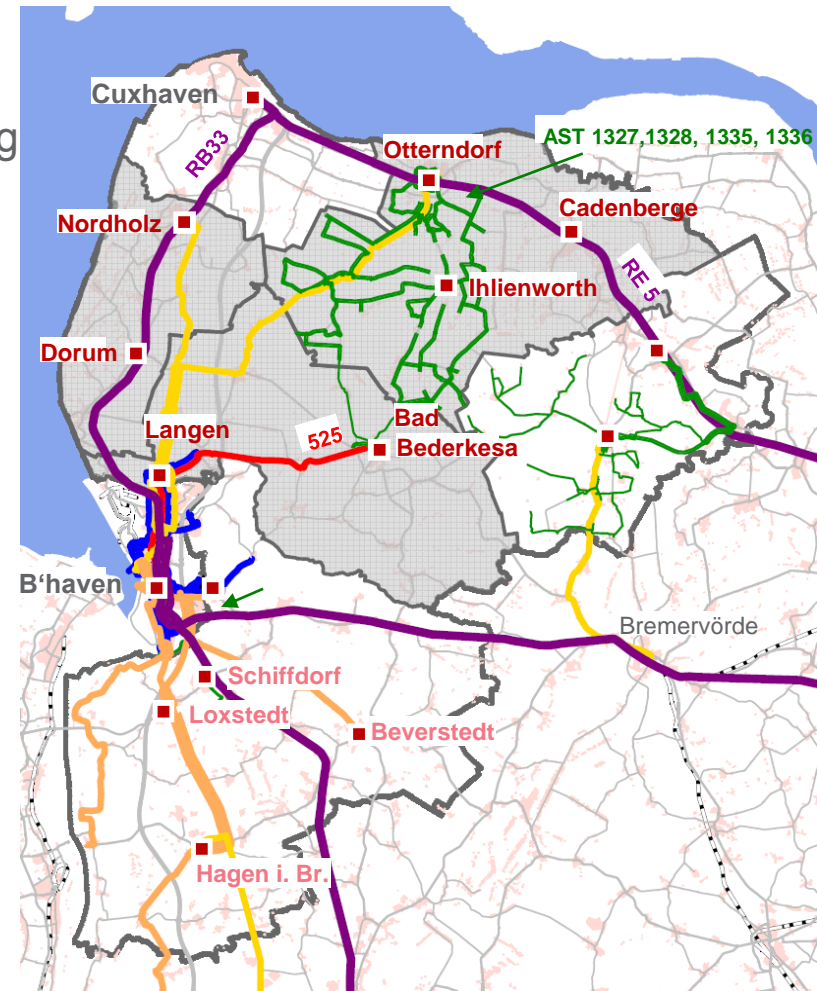 Cuxhaven
g
RB33
Otterndorf
AST 1327,1328, 1335, 1336
Nordholz
Cadenberge
RE 5
Ihlienworth
Dorum
Langen
525
Bad
Bederkesa
B'haven
Bremervörde
Schiffdorf
Loxstedt
Beverstedt
Hagen i. Br.